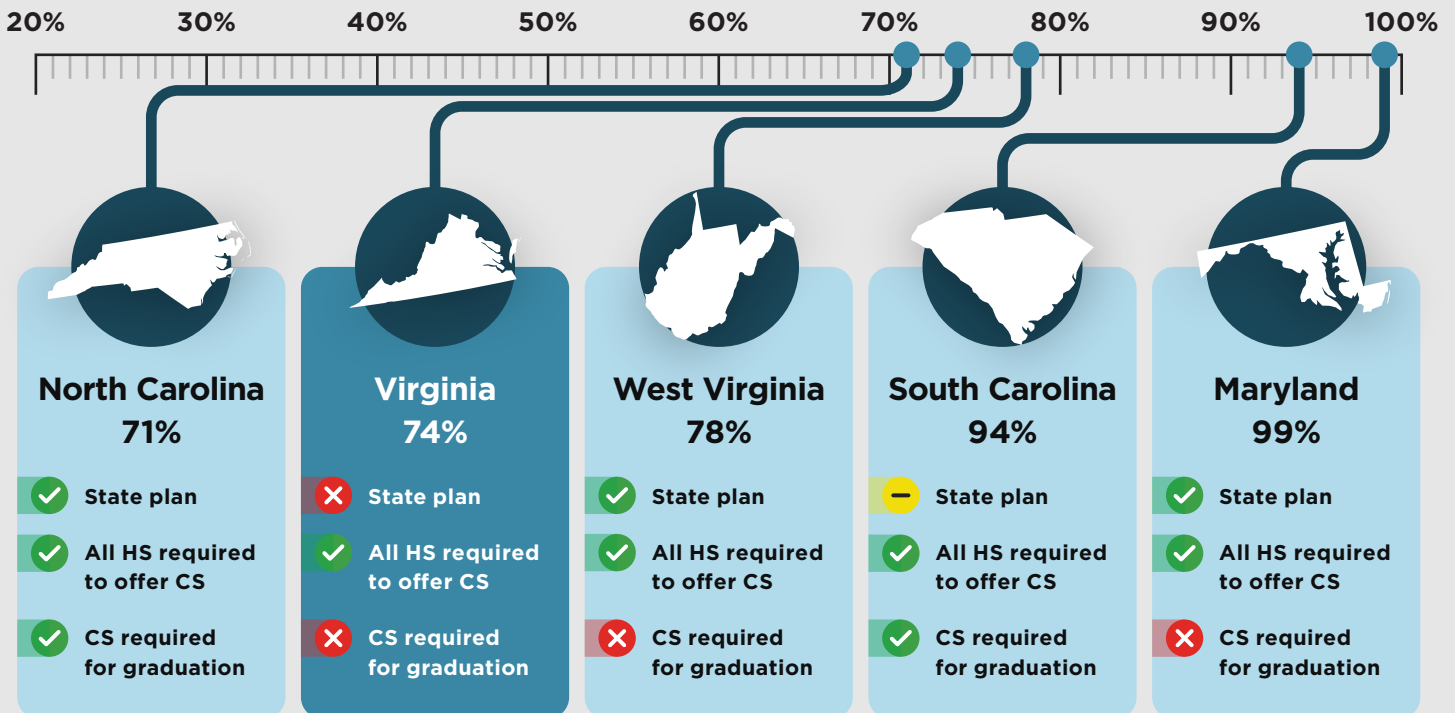 20% 30% 40% 50% 60% 70% 80% 90% 100%
North Carolina
71%
State plan
All HS required
to offer CS
CS required
for graduation
Virginia
74%
State plan
All HS required
to offer CS
CS required
for graduation
West Virginia
78%
State plan
All HS required
to offer CS
CS required
for graduation
South Carolina
94%
State plan
All HS required
to offer CS
CS required
for graduation
Maryland
99%
State plan
All HS required
to offer CS
CS required
for graduation